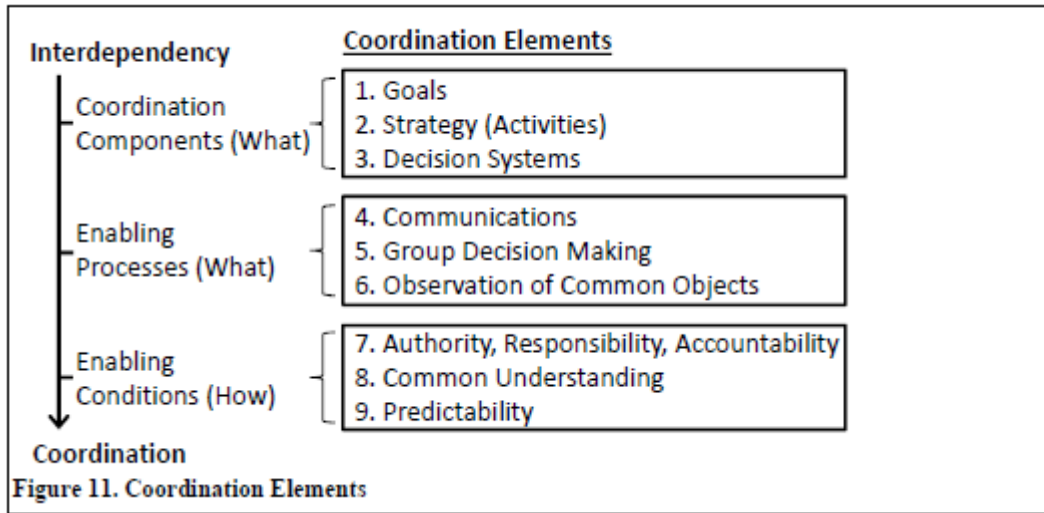 Coordination Elements
Interdependency
Coordination
Components (What)
1. Goals
2. Strategy (Activities)
3. Decision Systems
Enabling
Processes (What)
4. Communications
5. Group Decision Making
6. Observation of Common Objects
Enabling
Conditions (How)
7. Authority, Responsibility, Accountability
8. Common Understanding
9. Predictability
Coordination
Figure 11. Coordination Elements